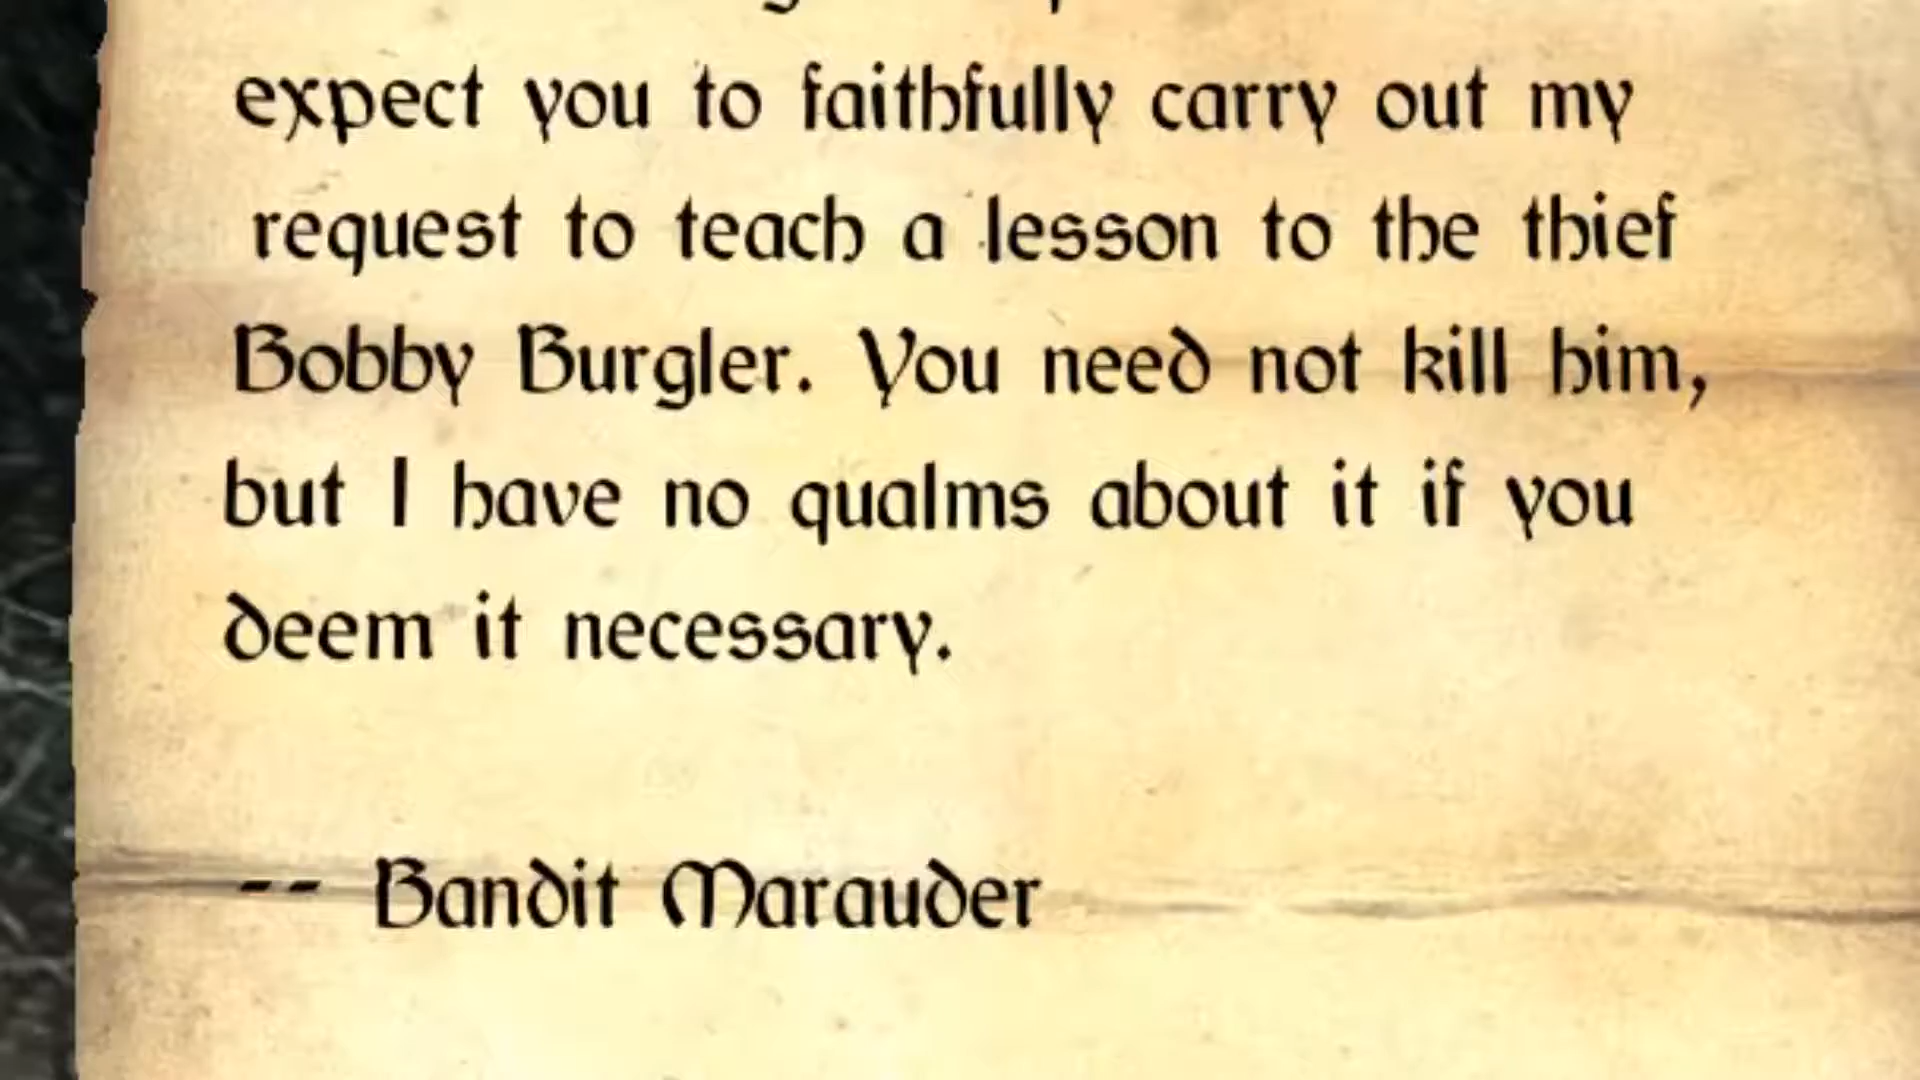 expect you to faithfully carry out my
request to teach a lesson to the thief
Bobby Burgler. You need not kill him,
but I have no qualms about it if you
deem it necessary.
-- Bandit Marauder